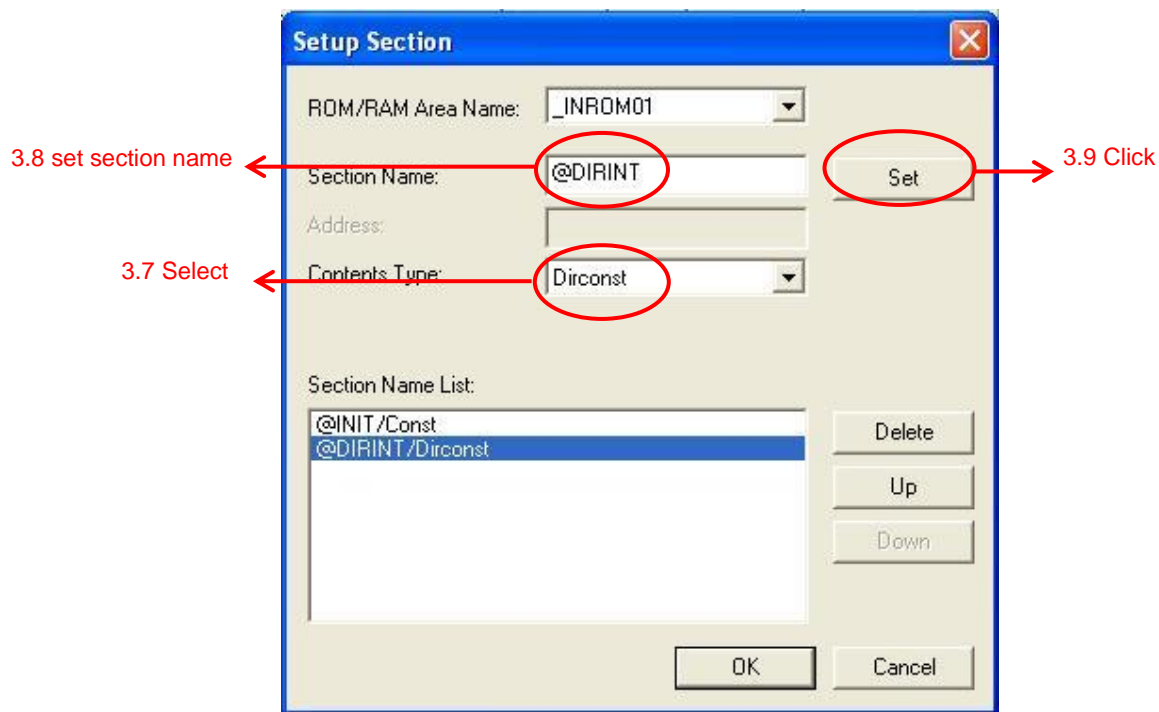 Setup Section
ROM/RAM Area Name:
_INROM01
3.8 set section name
Section Name:
@DIRINT
Set
3.9 Click
Address:
3.7 Select
Contents Type:
Dirconst
Section Name List:
@INIT/Const
@DIRINT/Dirconst
Delete
Up
Down
OK
Cancel